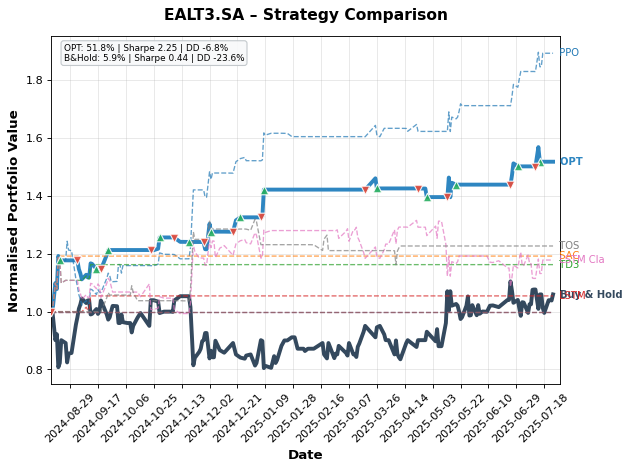 EALT3.SA – Strategy Comparison
OPT: 51.8% | Sharpe 2.25 | DD -6.8%
B&Hold: 5.9% | Sharpe 0.44 | DD -23.6%
Normalised Portfolio Value
1.8
1.6
1.4
1.2
1.0
0.8
PPO
OPT
TOS
TD3
Buy & Hold
2024-08-29
2024-09-17
2024-10-06
2024-10-25
2024-11-13
2024-12-02
2024-12-21
2025-01-09
2025-01-28
2025-02-16
2025-03-07
2025-03-26
2025-04-14
2025-05-03
2025-05-22
2025-06-10
2025-06-29
2025-07-18
Date